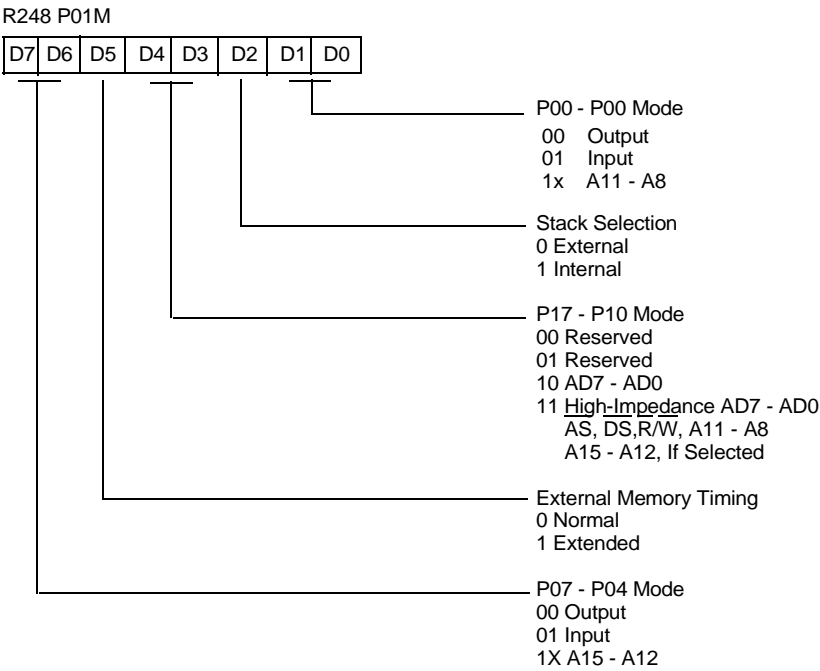 R248 P01M
D7 D6 D5 D4 D3 D2 D1 D0
P00 - P00 Mode
00 Output
01 Input
1x A11 - A8
Stack Selection
0 External
1 Internal
P17 - P10 Mode
00 Reserved
01 Reserved
10 AD7 - AD0
11 High-Impedance AD7 - AD0
AS, DS,R/W, A11 - A8
A15 - A12, If Selected
External Memory Timing
0 Normal
1 Extended
P07 - P04 Mode
00 Output
01 Input
1X A15 - A12